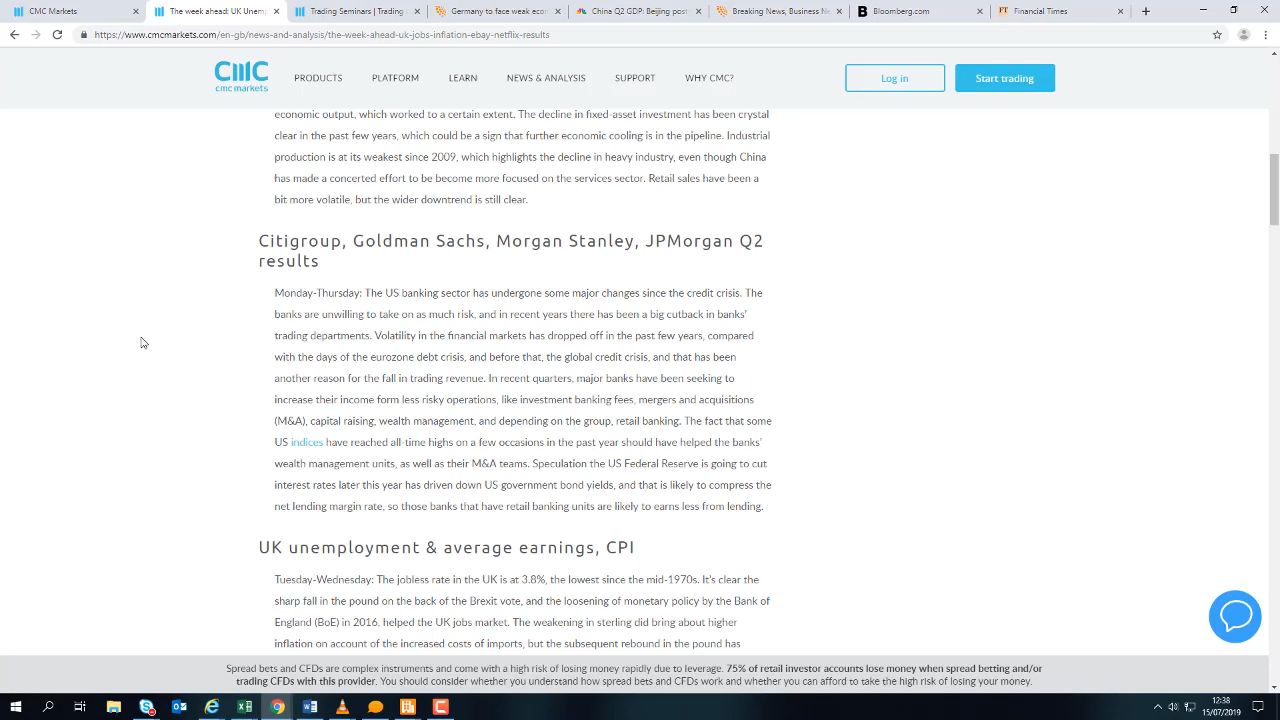 CMC Markets
The week ahead: UK Unem
Trading Seminars | Trading
Germany to face weak econ
China Q2 GDP: Beijing post
Breaking News, Business Ne
Bloomberg.com
Financial Times
https://www.cmcmarkets.com/en-gb/news-and-analysis/the-week-ahead-uk-jobs-inflation-ebay-netflix-results
cmc markets
PRODUCTS
PLATFORM
LEARN
NEWS & ANALYSIS
SUPPORT
WHY CMC?
Log in
Start trading
economic output, which worked to a certain extent. The decline in fixed-asset investment has been crystal
clear in the past few years, which could be a sign that further economic cooling is in the pipeline. Industrial
production is at its weakest since 2009, which highlights the decline in heavy industry, even though China
has made a concerted effort to be become more focused on the services sector. Retail sales have been a
bit more volatile, but the wider downtrend is still clear.
Citigroup, Goldman Sachs, Morgan Stanley, JPMorgan Q2
results
Monday-Thursday: The US banking sector has undergone some major changes since the credit crisis. The
banks are unwilling to take on as much risk, and in recent years there has been a big cutback in banks'
trading departments. Volatility in the financial markets has dropped off in the past few years, compared
with the days of the eurozone debt crisis, and before that, the global credit crisis, and that has been
another reason for the fall in trading revenue. In recent quarters, major banks have been seeking to
increase their income form less risky operations, like investment banking fees, mergers and acquisitions
(M&A), capital raising, wealth management, and depending on the group, retail banking. The fact that some
US indices have reached all-time highs on a few occasions in the past year should have helped the banks'
wealth management units, as well as their M&A teams. Speculation the US Federal Reserve is going to cut
interest rates later this year has driven down US government bond yields, and that is likely to compress the
net lending margin rate, so those banks that have retail banking units are likely to earns less from lending.
UK unemployment & average earnings, CPI
Tuesday-Wednesday: The jobless rate in the UK is at 3.8%, the lowest since the mid-1970s. It's clear the
sharp fall in the pound on the back of the Brexit vote, and the loosening of monetary policy by the Bank of
England (BoE) in 2016, helped the UK jobs market. The weakening in sterling did bring about higher
inflation on account of the increased costs of imports, but the subsequent rebound in the pound has
Spread bets and CFDs are complex instruments and come with a high risk of losing money rapidly due to leverage. 75% of retail investor accounts lose money when spread betting and/or
trading CFDs with this provider. You should consider whether you understand how spread bets and CFDs work and whether you can afford to take the high risk of losing your money.
12:38
15/07/2019